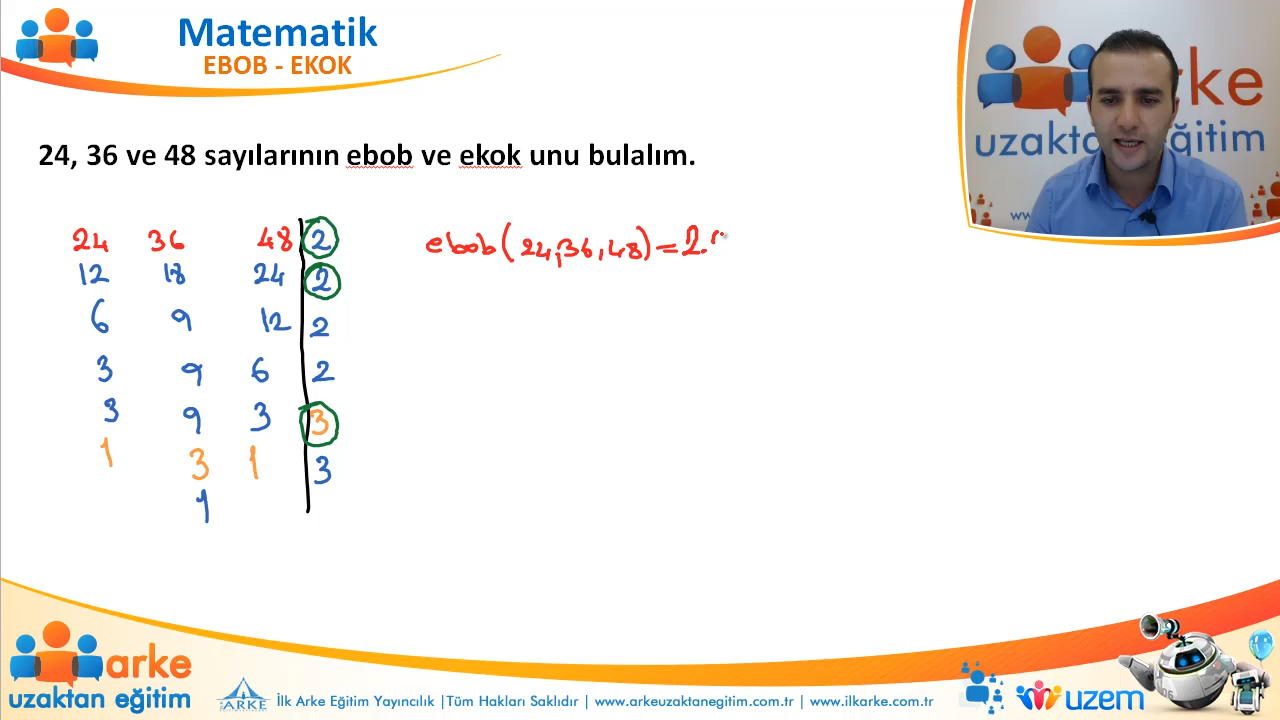 Matematik
EBOB - EKOK
arke
uzaktan eğitim
24, 36 ve 48 sayılarının ebob ve ekok unu bulalım.
24 36 48 2
12 18 24 2
6 9 12 2
3 9 6 2
3 9 3 3
1 3 1 3
1
ebob(24,36,48)=2.
arke
uzaktan eğitim
ARKE
İlk Arke Eğitim Yayıncılık |Tüm Hakları Saklıdır | www.arkeuzaktanegitim.com.tr | www.ilkarke.com.tr
uzem